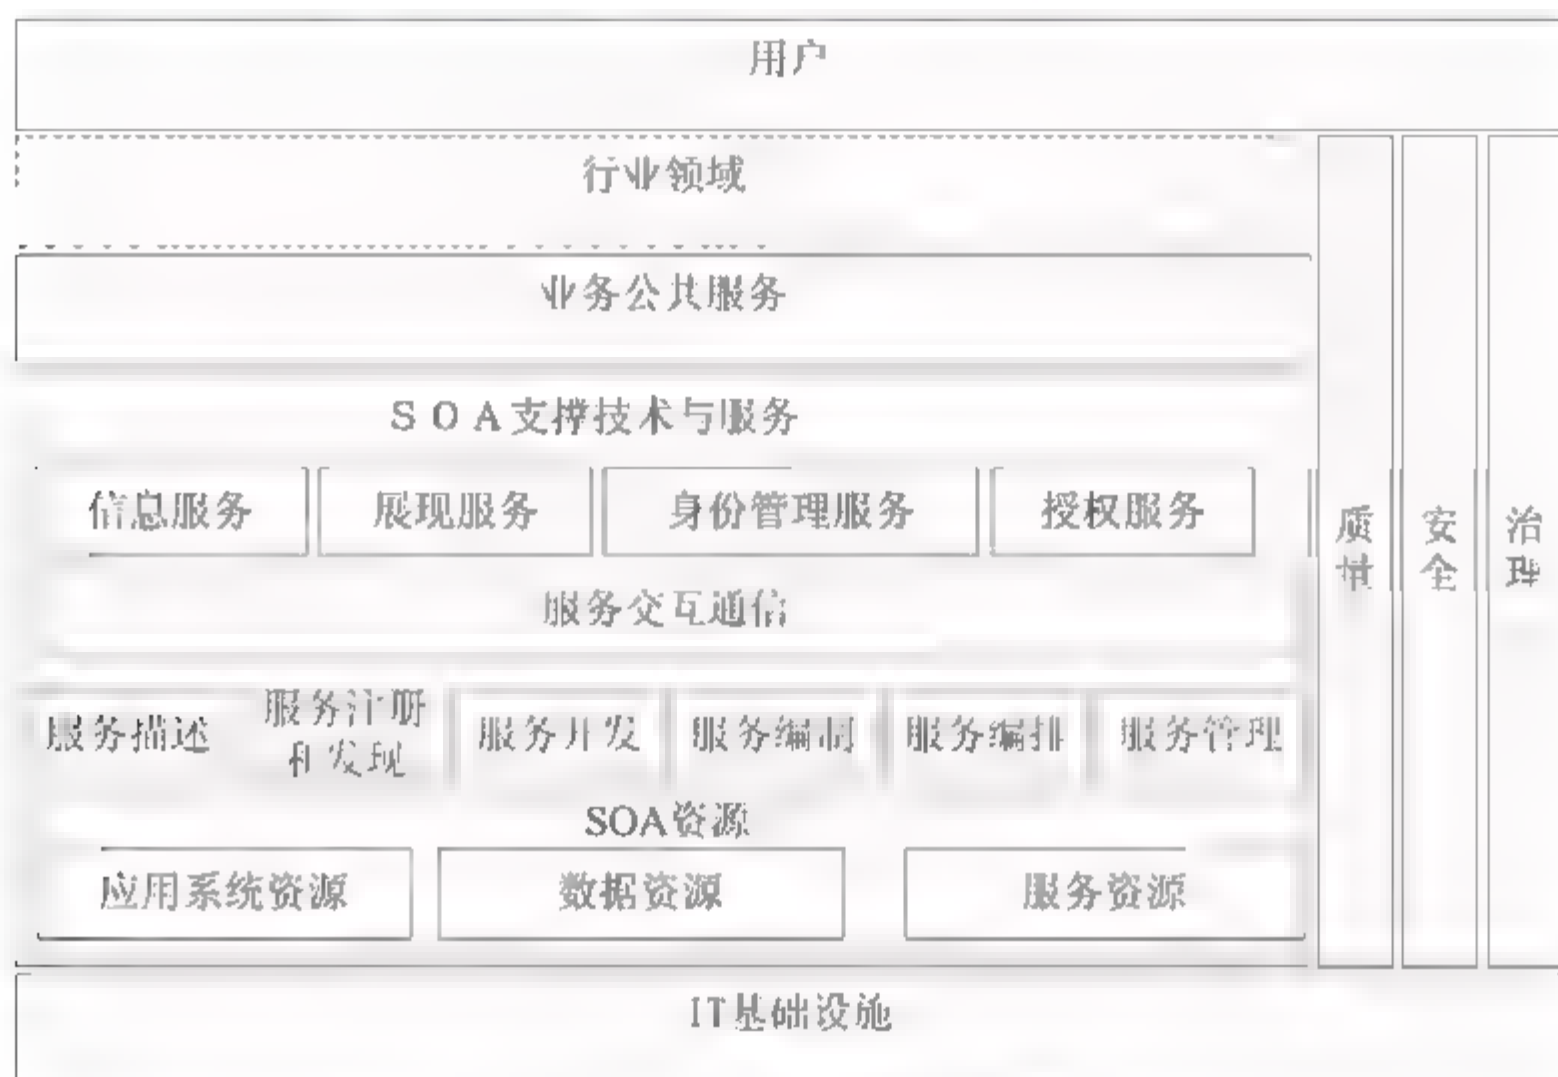 用户
行业领域
业务公共服务
SOA支撑技术与服务
信息服务 展现服务 身份管理服务 授权服务
服务交互通信
服务描述 服务注册和发现 服务开发 服务编制 服务编排 服务管理
SOA资源
应用系统资源 数据资源 服务资源
质量
安全
治理
IT基础设施